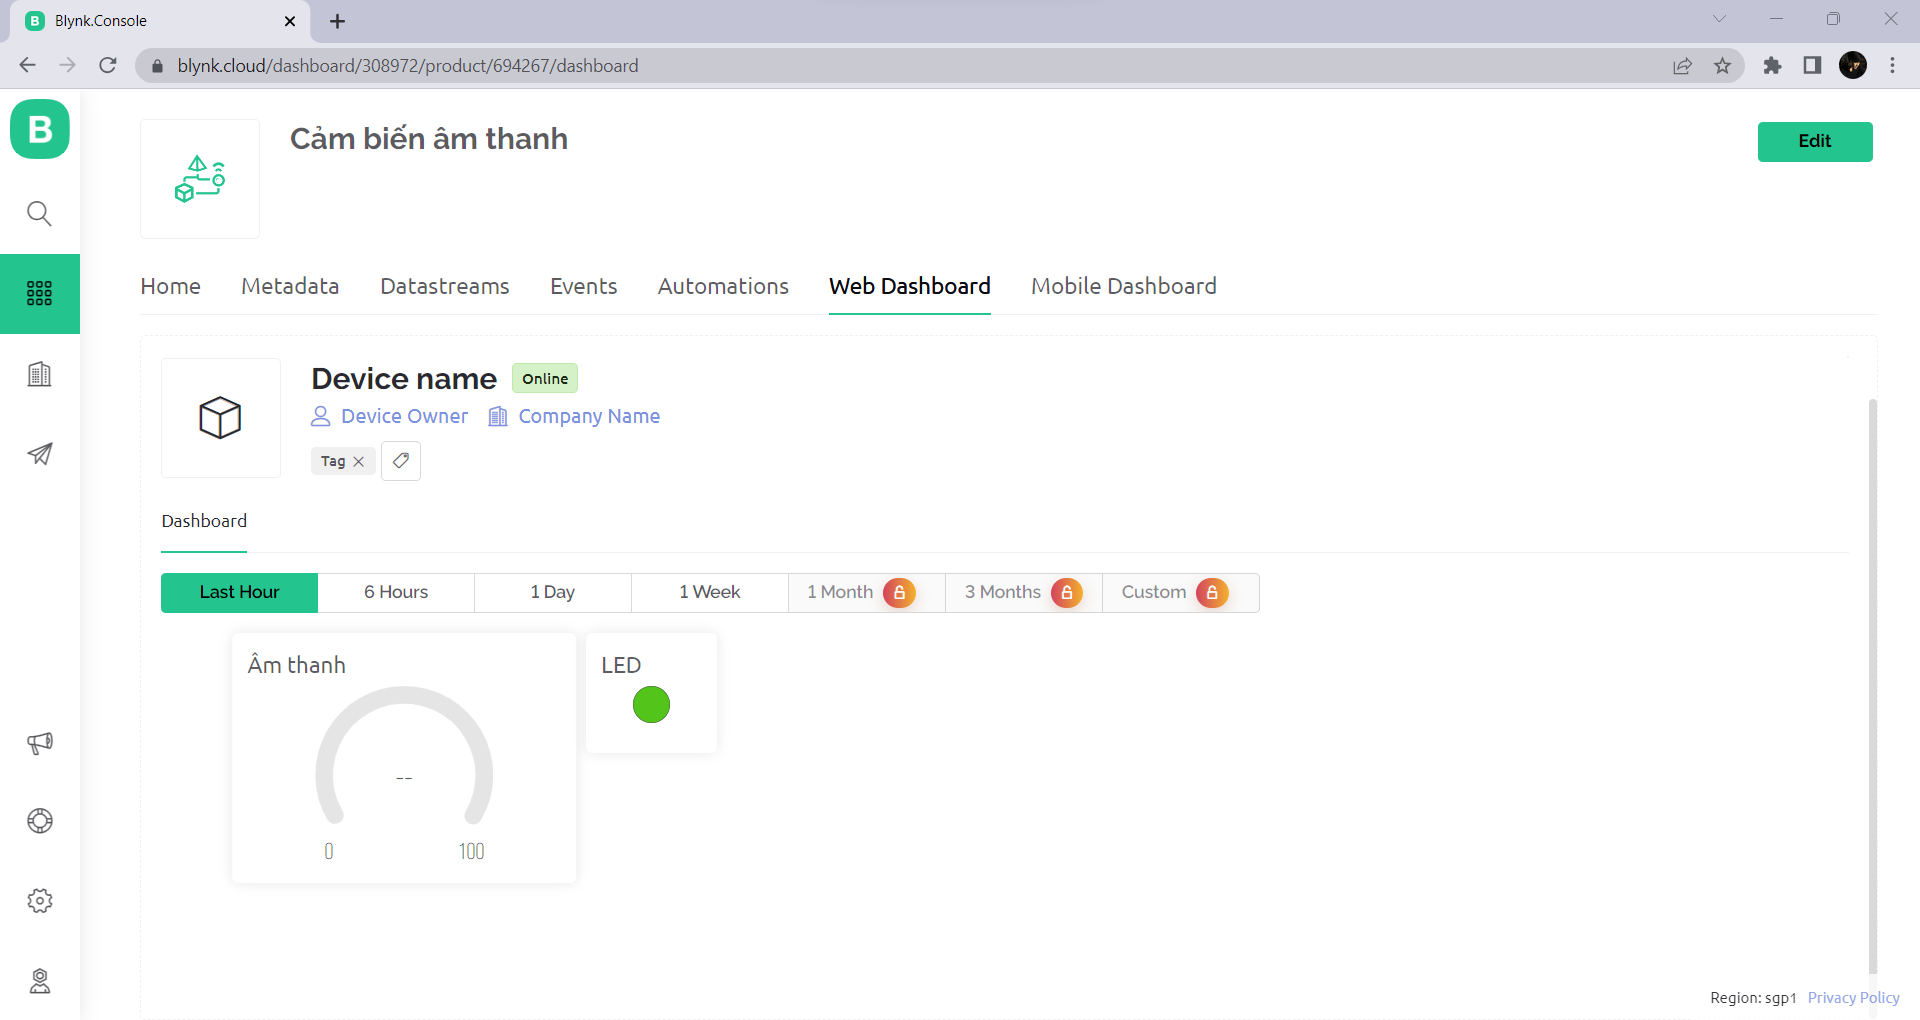 B Blynk.Console
blynk.cloud/dashboard/308972/product/694267/dashboard
B
Cảm biến âm thanh
Edit
Home Metadata Datastreams Events Automations Web Dashboard Mobile Dashboard
Device name Online
Device Owner Company Name
Tag
Dashboard
Last Hour 6 Hours 1 Day 1 Week 1 Month 3 Months Custom
Âm thanh LED
--
0 100
Region: sgp1 Privacy Policy